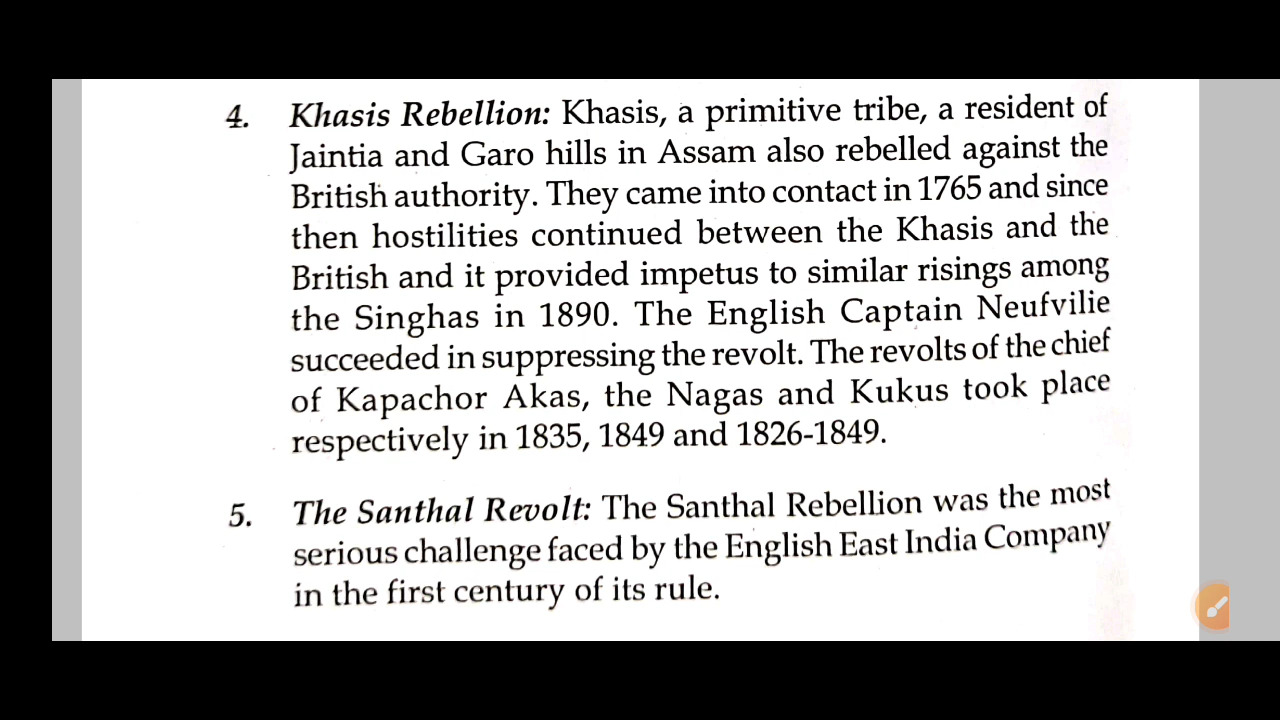 4. Khasis Rebellion: Khasis, a primitive tribe, a resident of
Jaintia and Garo hills in Assam also rebelled against the
British authority. They came into contact in 1765 and since
then hostilities continued between the Khasis and the
British and it provided impetus to similar risings among
the Singhas in 1890. The English Captain Neufvilie
succeeded in suppressing the revolt. The revolts of the chief
of Kapachor Akas, the Nagas and Kukus took place
respectively in 1835, 1849 and 1826-1849.
5. The Santhal Revolt: The Santhal Rebellion was the most
serious challenge faced by the English East India Company
in the first century of its rule.